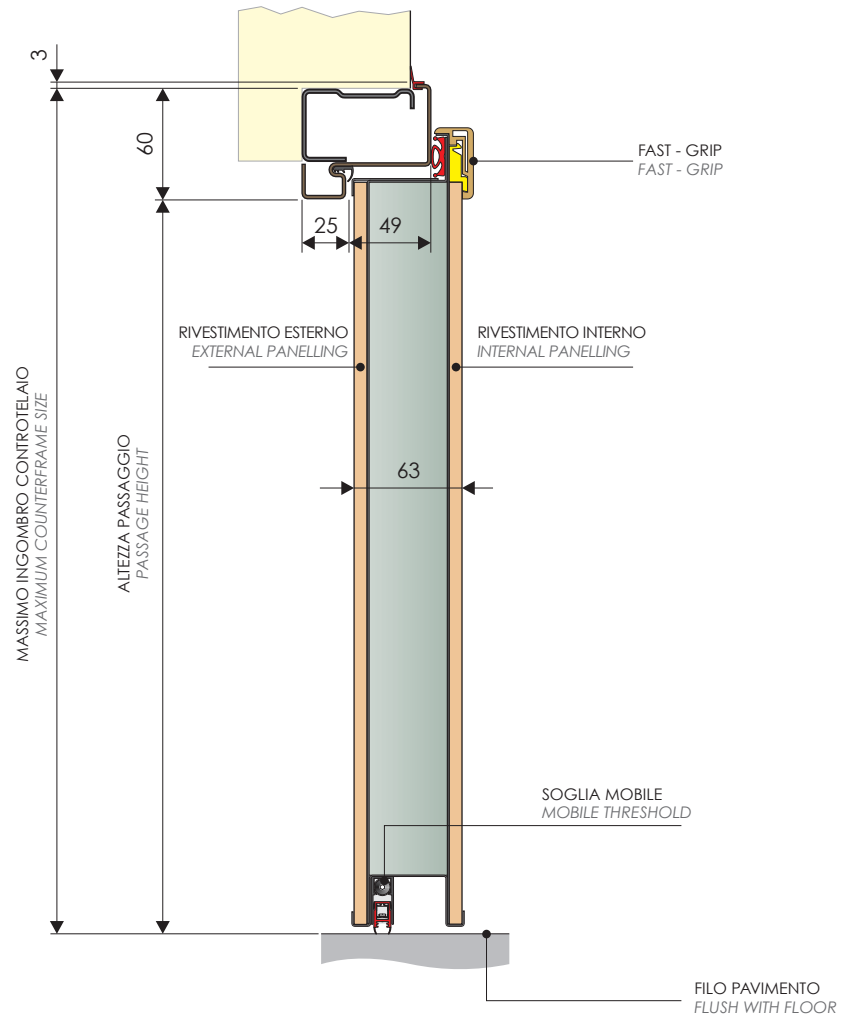 3
60
FAST - GRIP
FAST - GRIP
25
49
RIVESTIMENTO ESTERNO
EXTERNAL PANELLING
RIVESTIMENTO INTERNO
INTERNAL PANELLING
MASSIMO INGOMBRO CONTROTELAIO
MAXIMUM COUNTERFRAME SIZE
ALTEZZA PASSAGGIO
PASSAGE HEIGHT
63
SOGLIA MOBILE
MOBILE THRESHOLD
FILO PAVIMENTO
FLUSH WITH FLOOR